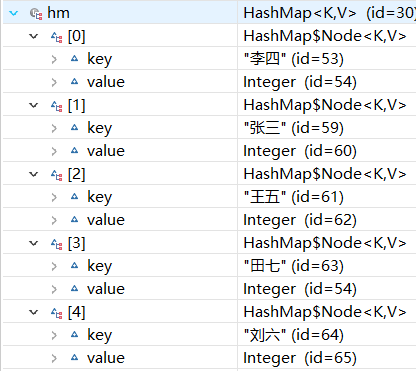 hm HashMap<K,V> (id=30)
[0] HashMap$Node<K,V>
key "李四" (id=53)
value Integer (id=54)
[1] HashMap$Node<K,V>
key "张三" (id=59)
value Integer (id=60)
[2] HashMap$Node<K,V>
key "王五" (id=61)
value Integer (id=62)
[3] HashMap$Node<K,V>
key "田七" (id=63)
value Integer (id=54)
[4] HashMap$Node<K,V>
key "刘六" (id=64)
value Integer (id=65)